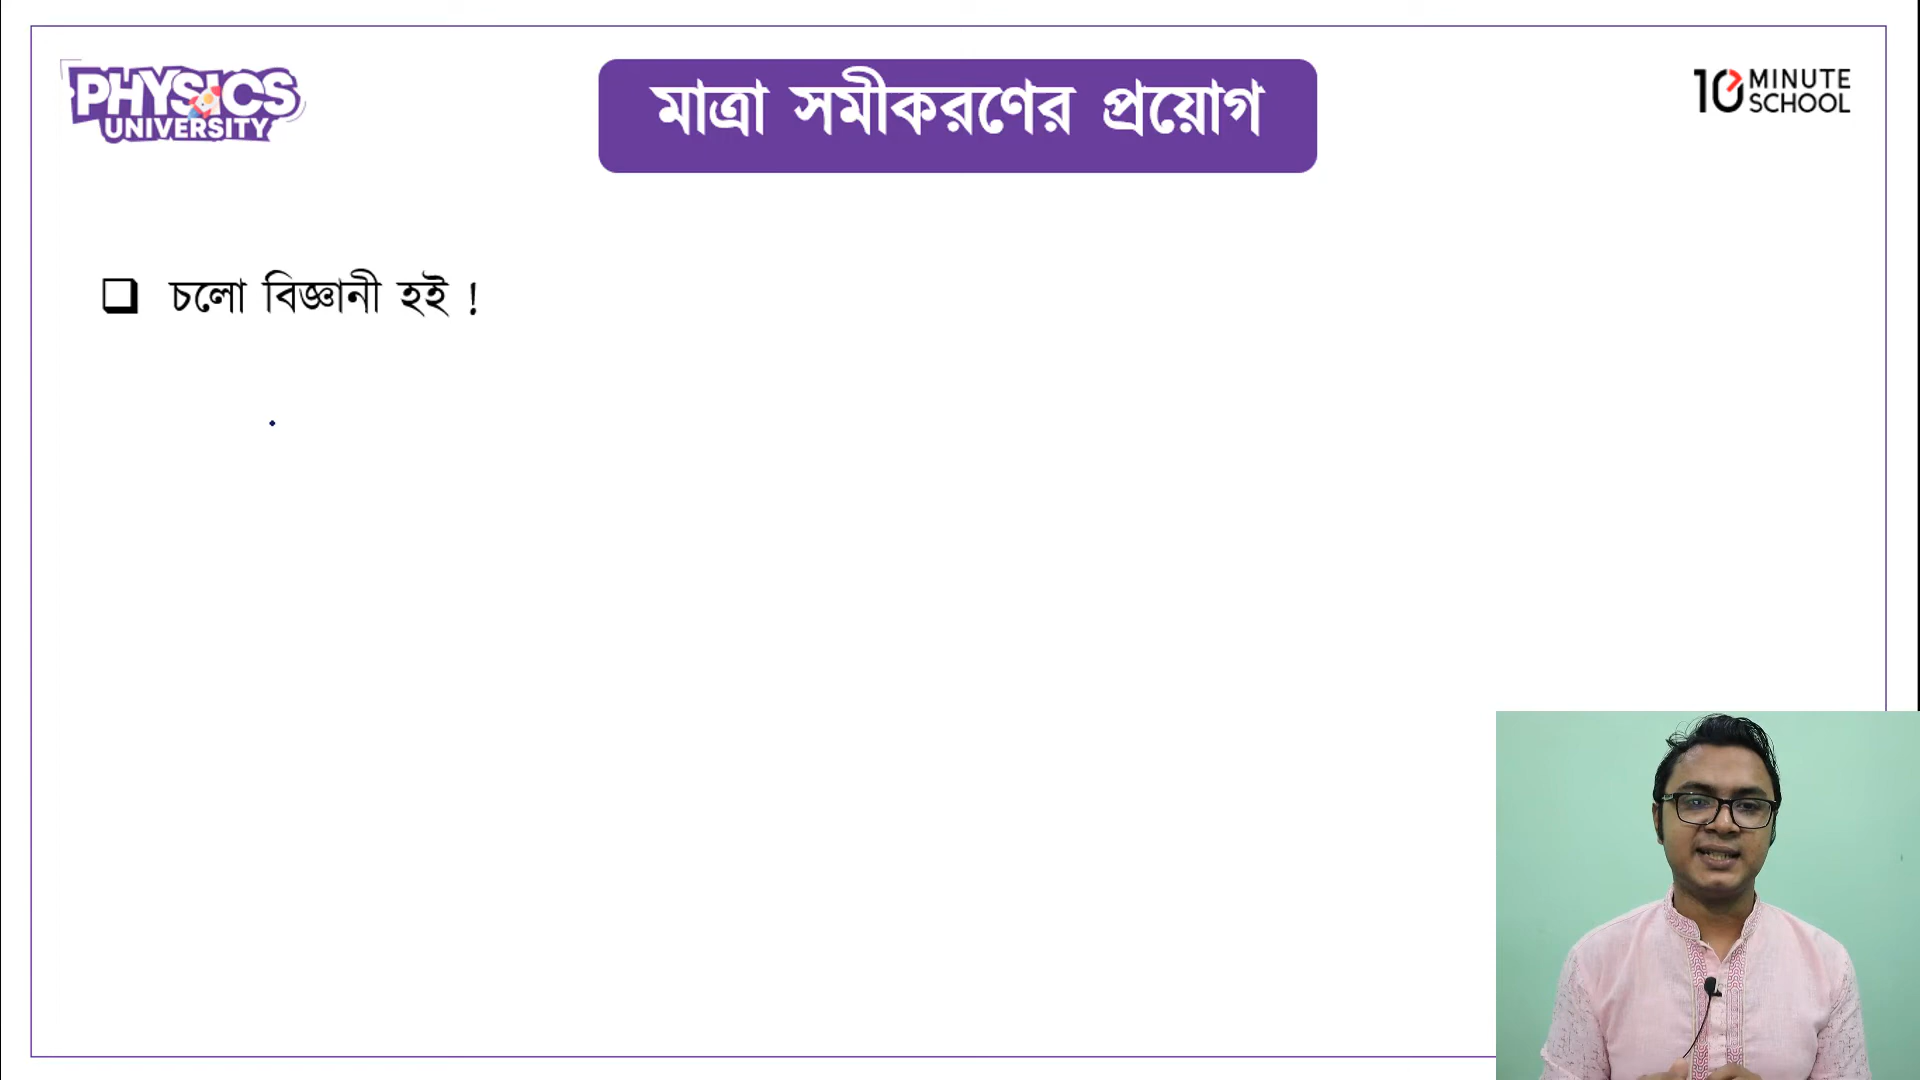 PHYSICS
UNIVERSITY
মাত্রা সমীকরণের প্রয়োগ
10 MINUTE
SCHOOL
চলো বিজ্ঞানী হই !